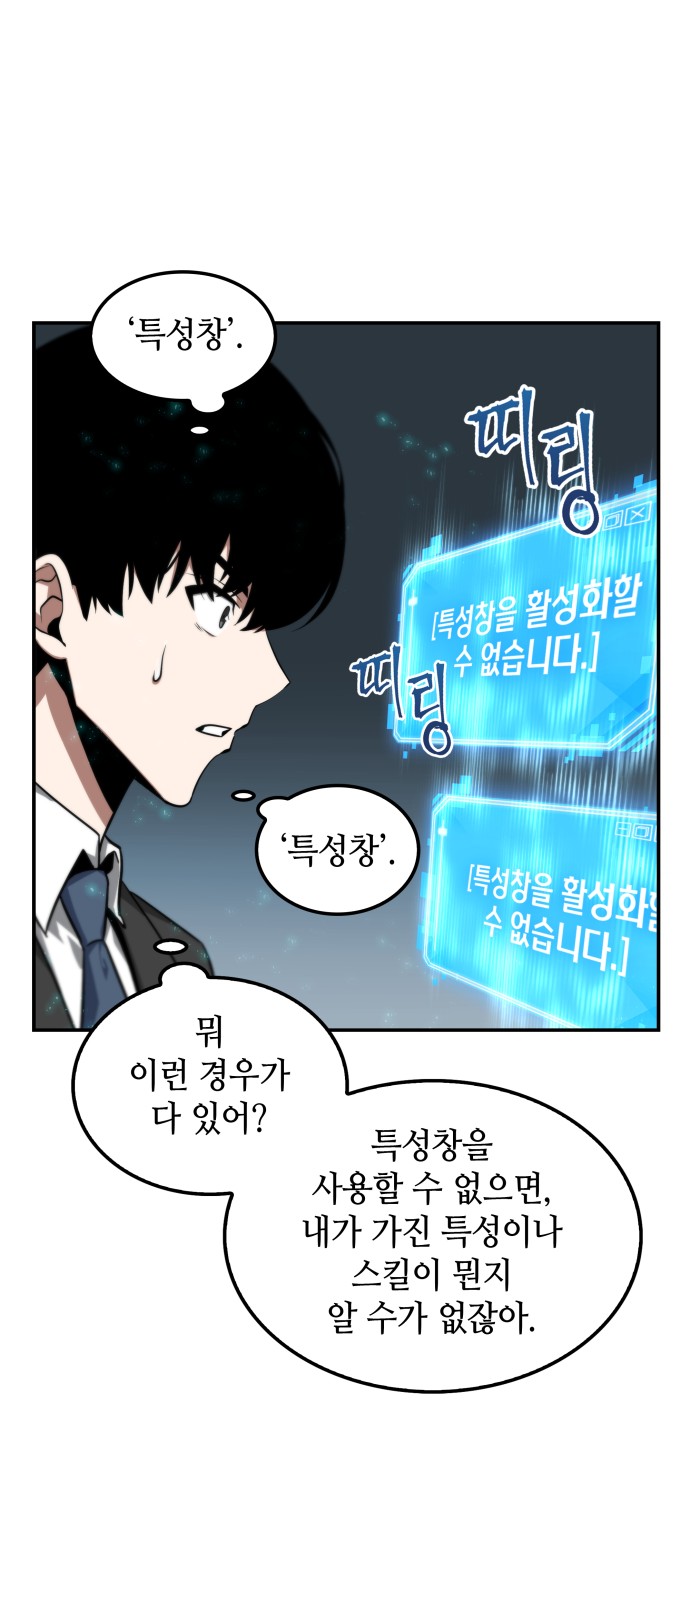 ‘특성창’.
띠링
[특성창을 활성화할
수 없습니다.]
띠링
‘특성창’.
[특성창을 활성화할
수 없습니다.]
뭐
이런 경우가
다 있어?
특성창을
사용할 수 없으면,
내가 가진 특성이나
스킬이 뭔지
알 수가 없잖아.